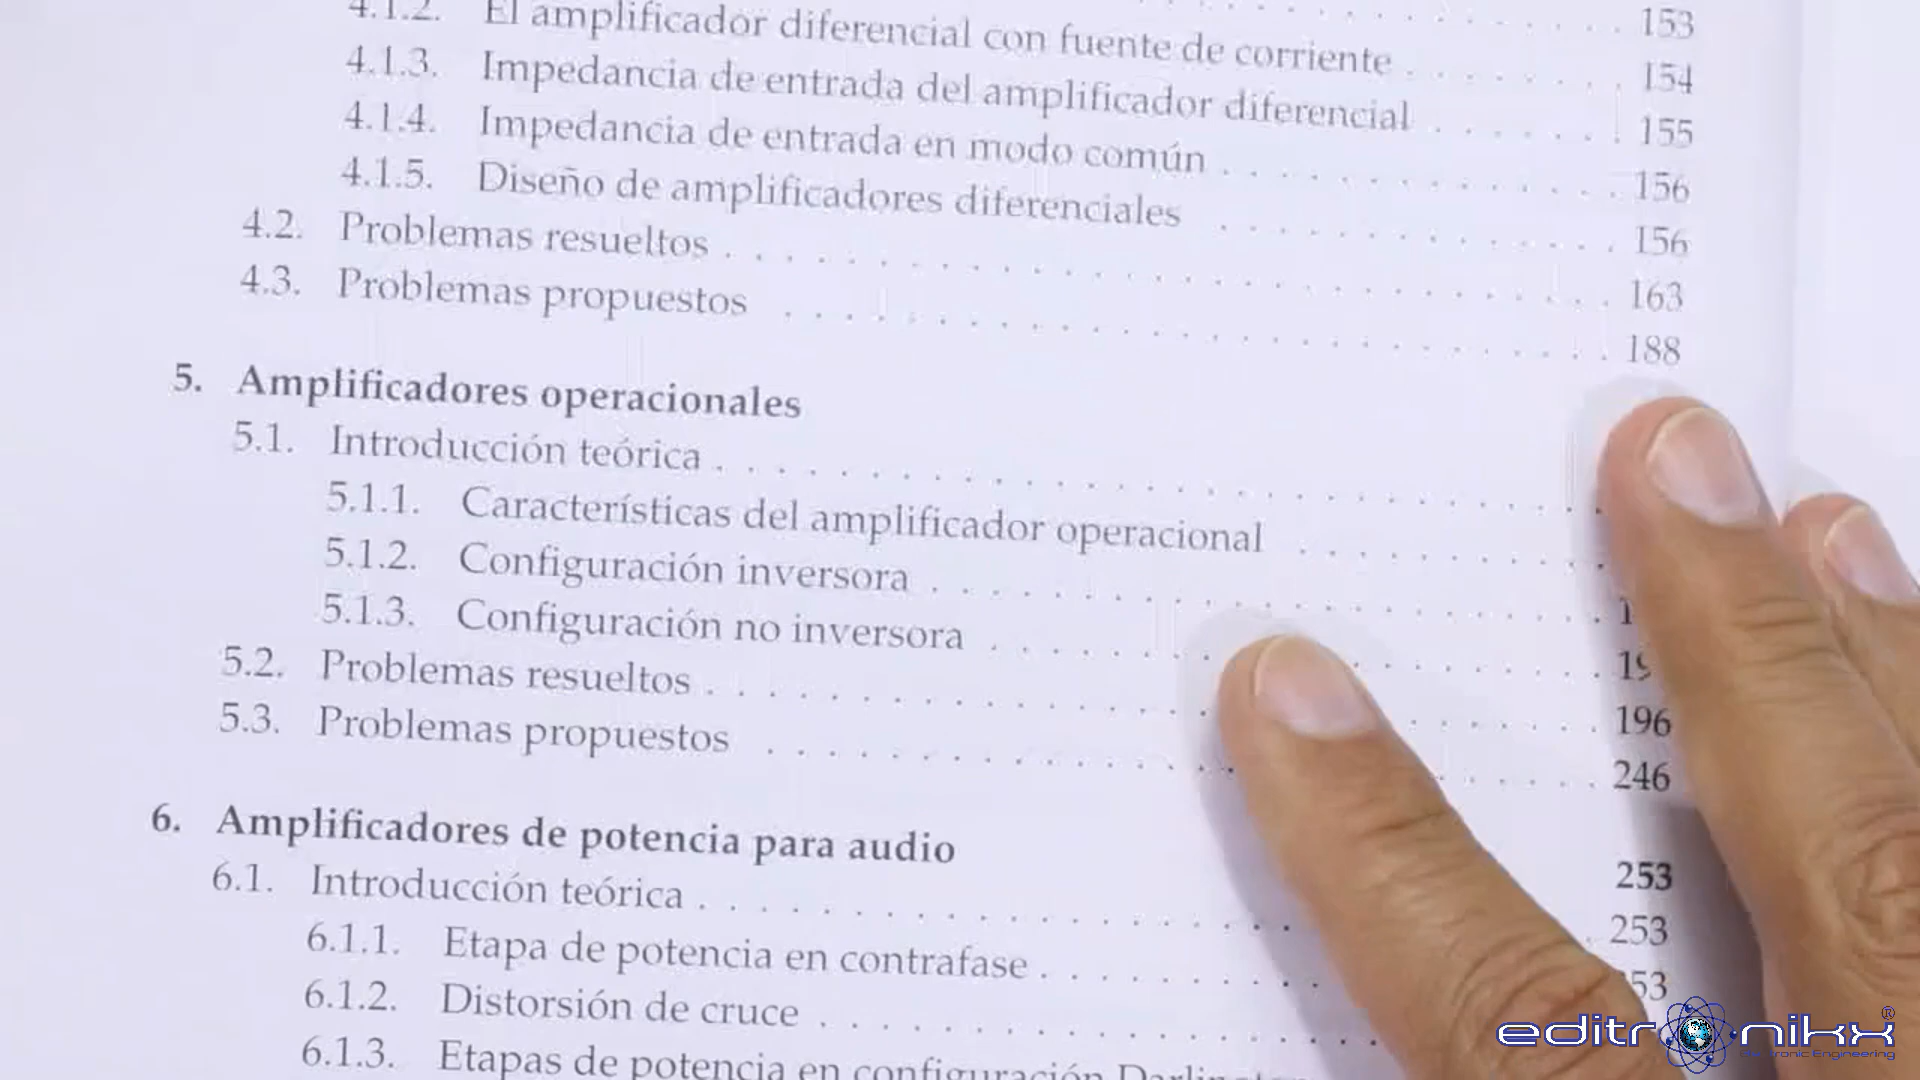 153
4.1.2. El amplificador diferencial con fuente de corriente . . . . . . . . 154
4.1.3. Impedancia de entrada del amplificador diferencial . . . . . . . 155
4.1.4. Impedancia de entrada en modo común . . . . . . . . . . . . . 156
4.1.5. Diseño de amplificadores diferenciales . . . . . . . . . . . . . 156
4.2. Problemas resueltos . . . . . . . . . . . . . . . . . . . . . . . . . . . . . 163
4.3. Problemas propuestos . . . . . . . . . . . . . . . . . . . . . . . . . . . 188
5. Amplificadores operacionales
5.1. Introducción teórica . . . . . . . . . . . . . . . . . . . . . . . . . . . . .
5.1.1. Características del amplificador operacional . . . . . . . . . .
5.1.2. Configuración inversora . . . . . . . . . . . . . . . . . . . . . . 1
5.1.3. Configuración no inversora . . . . . . . . . . . . . . . . . . . . 19
5.2. Problemas resueltos . . . . . . . . . . . . . . . . . . . . . . . . . . . . . 196
5.3. Problemas propuestos . . . . . . . . . . . . . . . . . . . . . . . . . . . 246
6. Amplificadores de potencia para audio 253
6.1. Introducción teórica . . . . . . . . . . . . . . . . . . . . 253
6.1.1. Etapa de potencia en contrafase . . . . . . . . . . 53
6.1.2. Distorsión de cruce . . . . . . . . . . . . . . . . . .
6.1.3. Etapas de potencia en configuración
editronikx®
Electronic Engineering